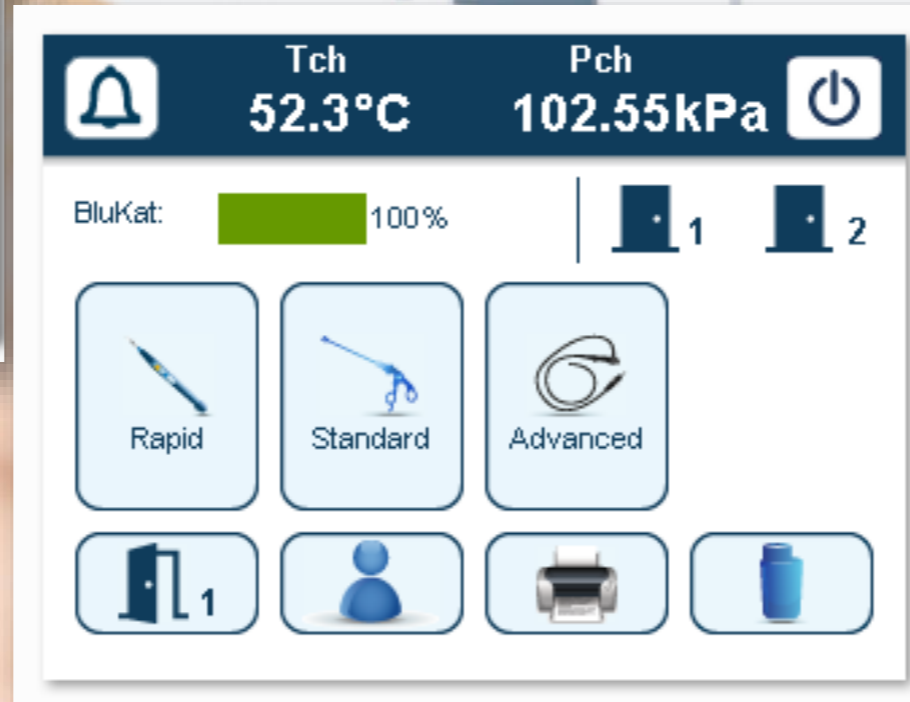 Tch Pch
52.3°C 102.55kPa
BluKat: 100% 1 2
Rapid Standard Advanced
1